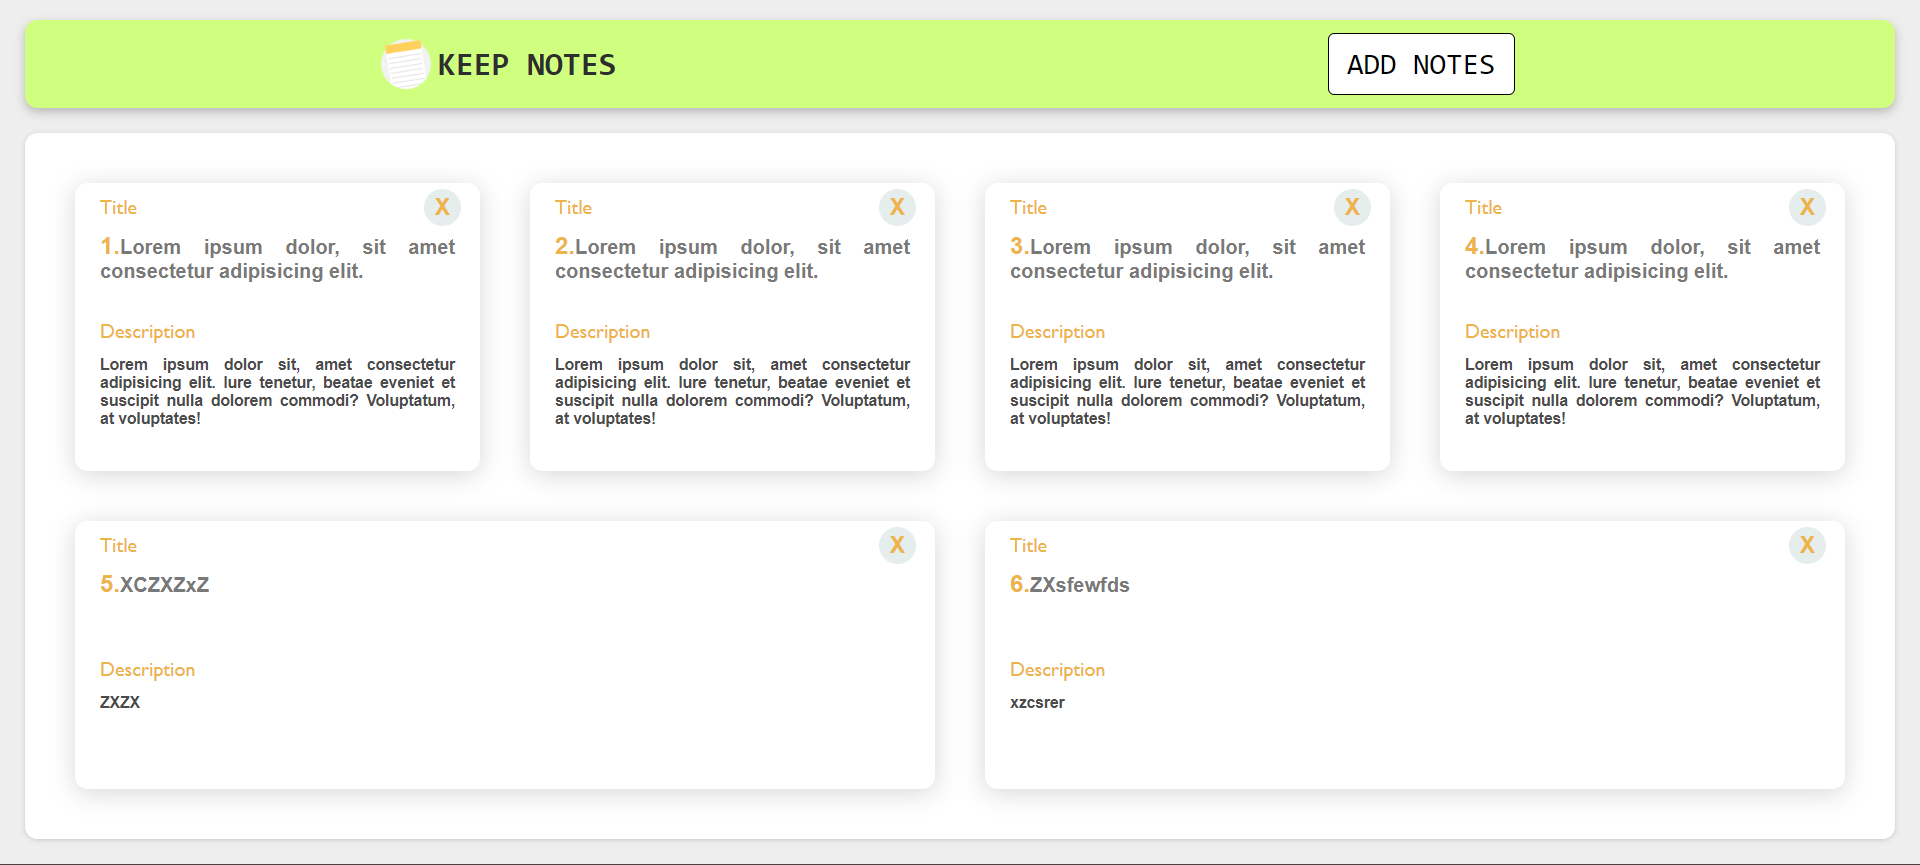 KEEP NOTES
ADD NOTES
Title X
1.Lorem ipsum dolor, sit amet
consectetur adipisicing elit.
Description
Lorem ipsum dolor sit, amet consectetur
adipisicing elit. Iure tenetur, beatae eveniet et
suscipit nulla dolorem commodi? Voluptatum,
at voluptates!
Title X
2.Lorem ipsum dolor, sit amet
consectetur adipisicing elit.
Description
Lorem ipsum dolor sit, amet consectetur
adipisicing elit. Iure tenetur, beatae eveniet et
suscipit nulla dolorem commodi? Voluptatum,
at voluptates!
Title X
3.Lorem ipsum dolor, sit amet
consectetur adipisicing elit.
Description
Lorem ipsum dolor sit, amet consectetur
adipisicing elit. Iure tenetur, beatae eveniet et
suscipit nulla dolorem commodi? Voluptatum,
at voluptates!
Title X
4.Lorem ipsum dolor, sit amet
consectetur adipisicing elit.
Description
Lorem ipsum dolor sit, amet consectetur
adipisicing elit. Iure tenetur, beatae eveniet et
suscipit nulla dolorem commodi? Voluptatum,
at voluptates!
Title X
5.XCZXZxZ
Description
ZXZX
Title X
6.ZXsfewfds
Description
xzcsrer